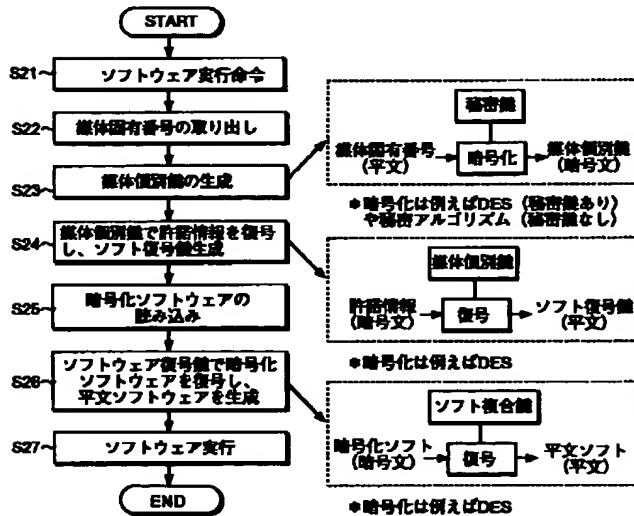 START
S21
ソフトウェア実行命令
S22
媒体固有番号の取り出し
S23
媒体個別鍵の生成
S24
媒体個別鍵で許諾情報を復号
し、ソフト復号鍵生成
S25
暗号化ソフトウェアの
読み込み
S26
ソフトウェア復号鍵で暗号化
ソフトウェアを復号し、
平文ソフトウェアを生成
S27
ソフトウェア実行
END
秘密鍵
媒体固有番号
(平文)
暗号化
媒体個別鍵
(暗号文)
*暗号化は例えばDES(秘密鍵あり)
や秘密アルゴリズム(秘密鍵なし)
媒体個別鍵
許諾情報
(暗号文)
復号
ソフト復号鍵
(平文)
*暗号化は例えばDES
ソフト複合鍵
暗号化ソフト
(暗号文)
復号
平文ソフト
(平文)
*暗号化は例えばDES